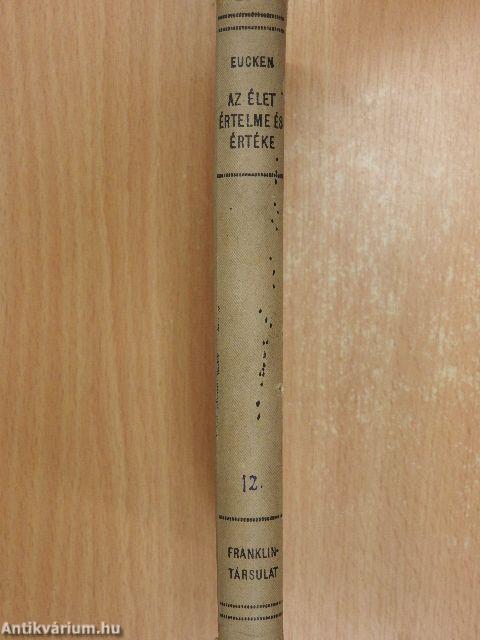 EUCKEN
AZ ÉLET
ÉRTELME ÉS
ÉRTÉKE
12.
FRANKLIN-
TÁRSULAT
Antikvárium.hu